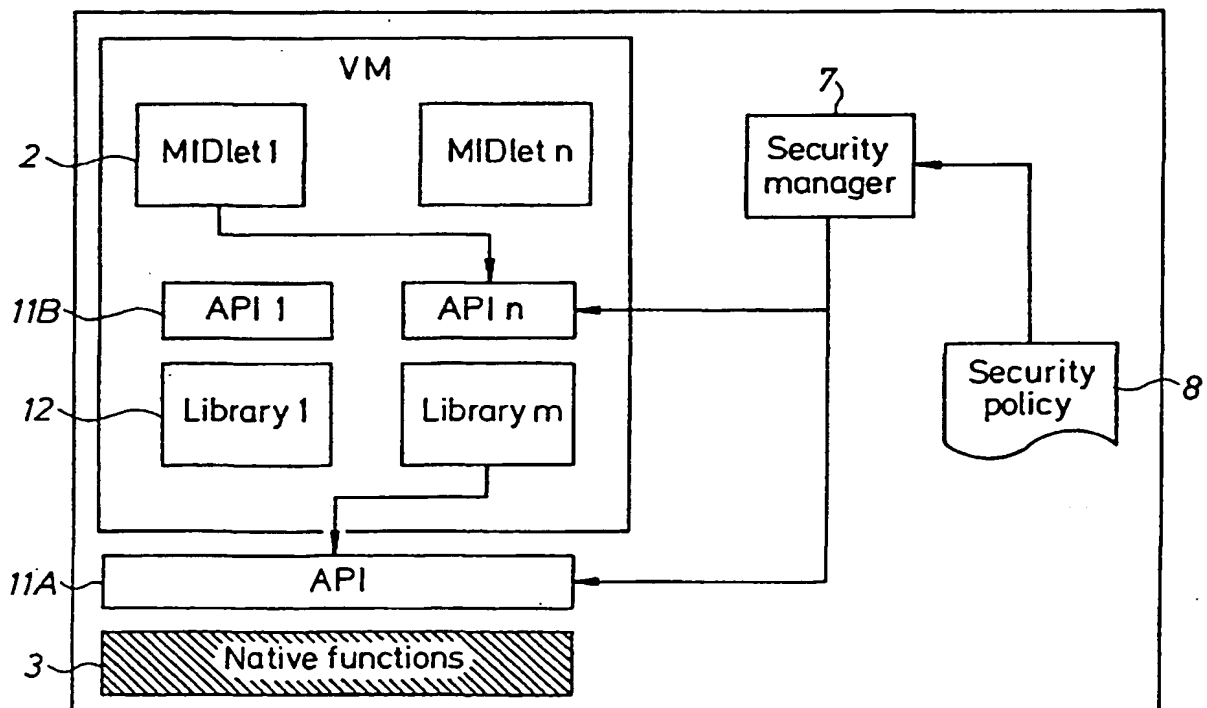 VM
7
2
MIDlet 1
MIDlet n
Security
manager
11B
API 1
API n
12
Library 1
Library m
Security
policy
8
11A
API
3
Native functions